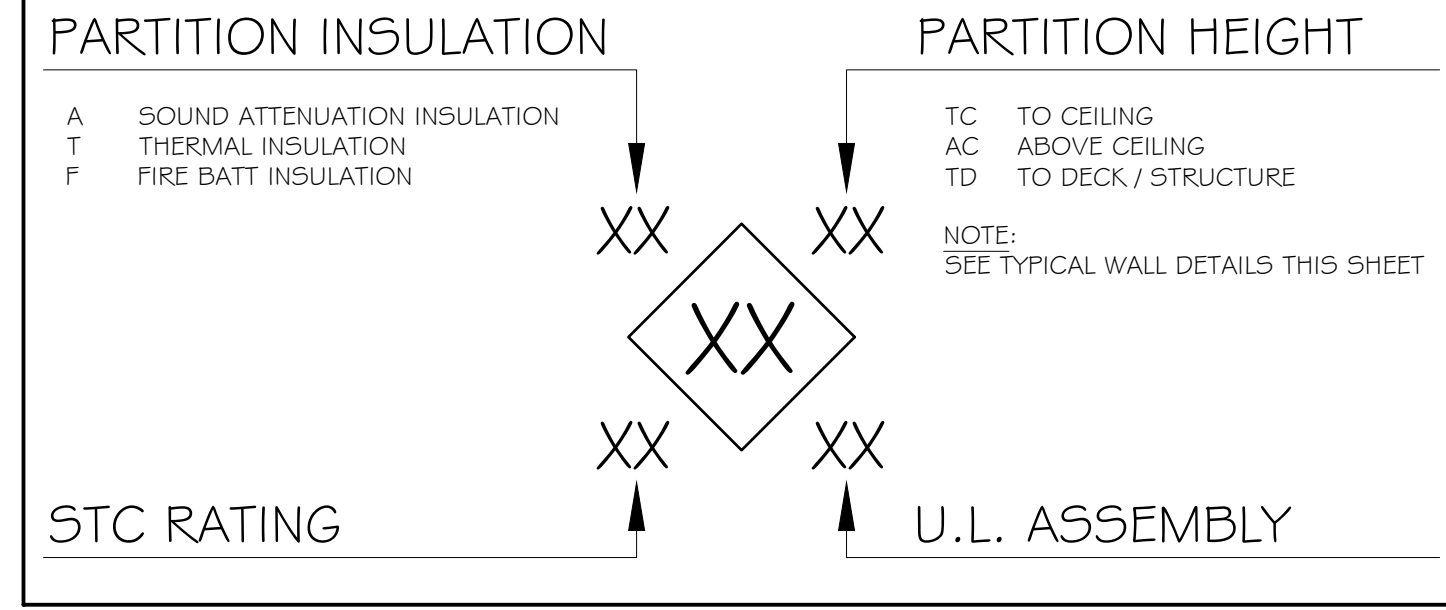 PARTITION INSULATION
A SOUND ATTENUATION INSULATION
T THERMAL INSULATION
F FIRE BATT INSULATION
PARTITION HEIGHT
TC TO CEILING
AC ABOVE CEILING
TD TO DECK / STRUCTURE
NOTE:
SEE TYPICAL WALL DETAILS THIS SHEET
XX
XX
XX
XX
XX
STC RATING
U.L. ASSEMBLY